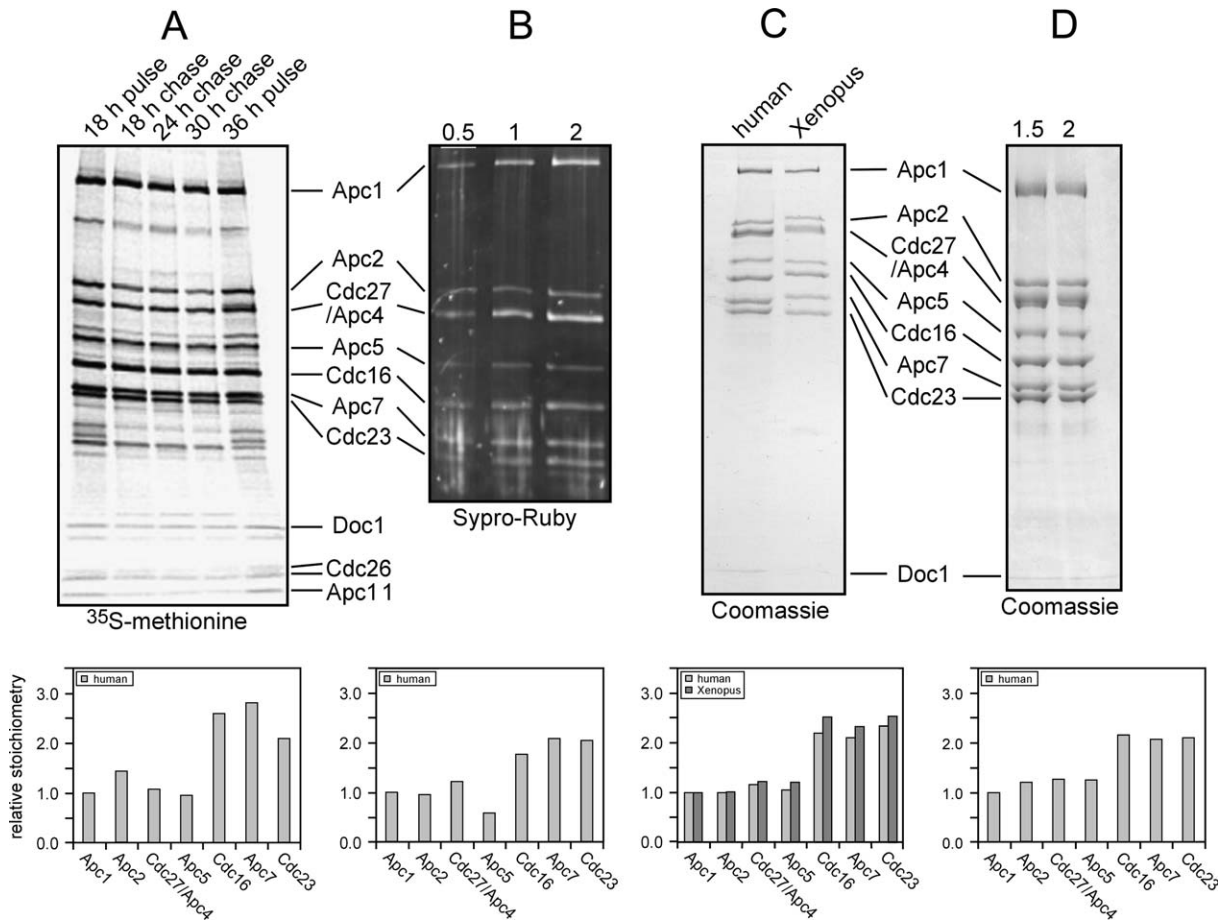 A
B
C
D
18 h pulse
18 h chase
24 h chase
30 h chase
36 h pulse
0.5 1 2
human
Xenopus
1.5 2
Apc1
Apc2
Cdc27
/Apc4
Apc5
Cdc16
Apc7
Cdc23
Doc1
Cdc26
Apc11
35S-methionine
Sypro-Ruby
Apc1
Apc2
Cdc27
/Apc4
Apc5
Cdc16
Apc7
Cdc23
Doc1
Coomassie
Coomassie
relative stoichiometry
human
3.0
2.0
1.0
0.0
Apc1
Apc2
Cdc27/Apc4
Apc5
Cdc16
Apc7
Cdc23
human
3.0
2.0
1.0
0.0
Apc1
Apc2
Cdc27/Apc4
Apc5
Cdc16
Apc7
Cdc23
human
Xenopus
3.0
2.0
1.0
0.0
Apc1
Apc2
Cdc27/Apc4
Apc5
Cdc16
Apc7
Cdc23
human
3.0
2.0
1.0
0.0
Apc1
Apc2
Cdc27/Apc4
Apc5
Cdc16
Apc7
Cdc23